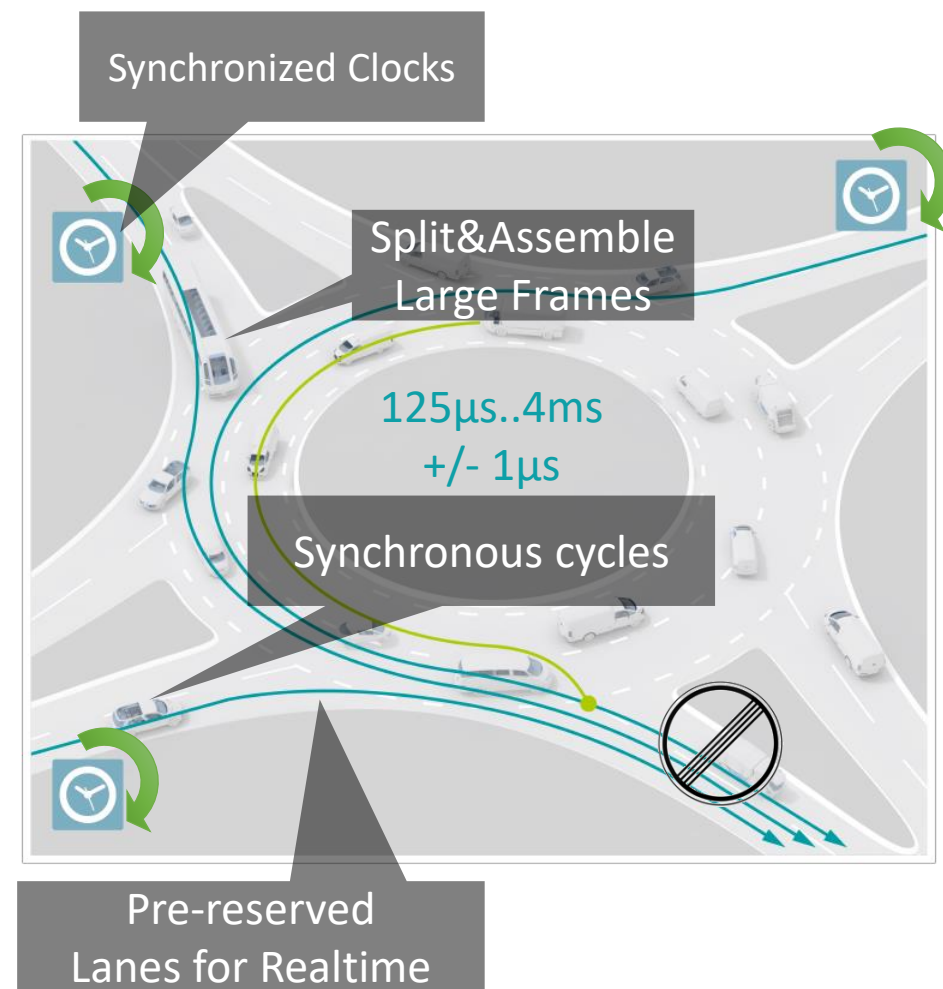 Synchronized Clocks
Split&Assemble
Large Frames
125µs..4ms
+/- 1µs
Synchronous cycles
Pre-reserved
Lanes for Realtime